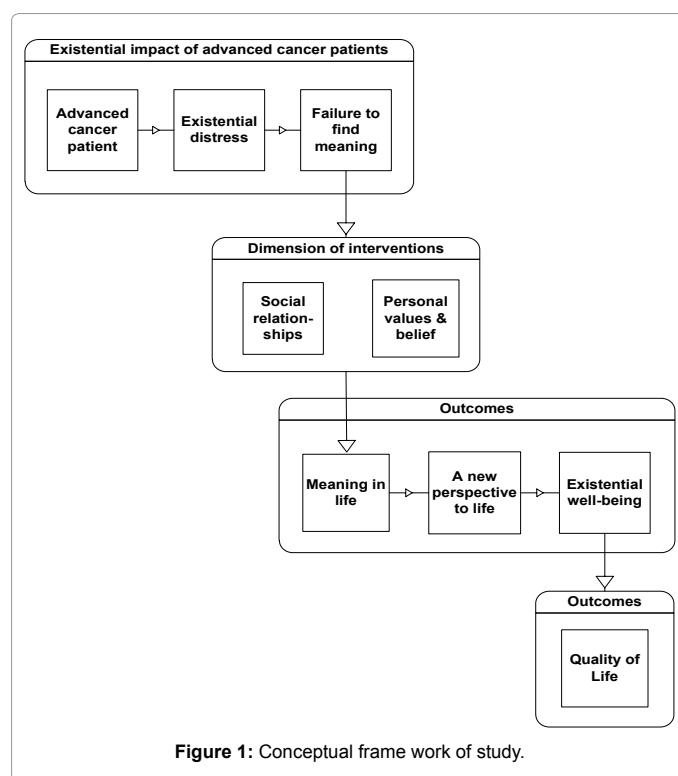 Existential impact of advanced cancer patients
Advanced
cancer
patient
Existential
distress
Failure to
find
meaning
Dimension of interventions
Social
relation-
ships
Personal
values &
belief
Outcomes
Meaning in
life
A new
perspective
to life
Existential
well-being
Outcomes
Quality of
Life
Figure 1: Conceptual frame work of study.